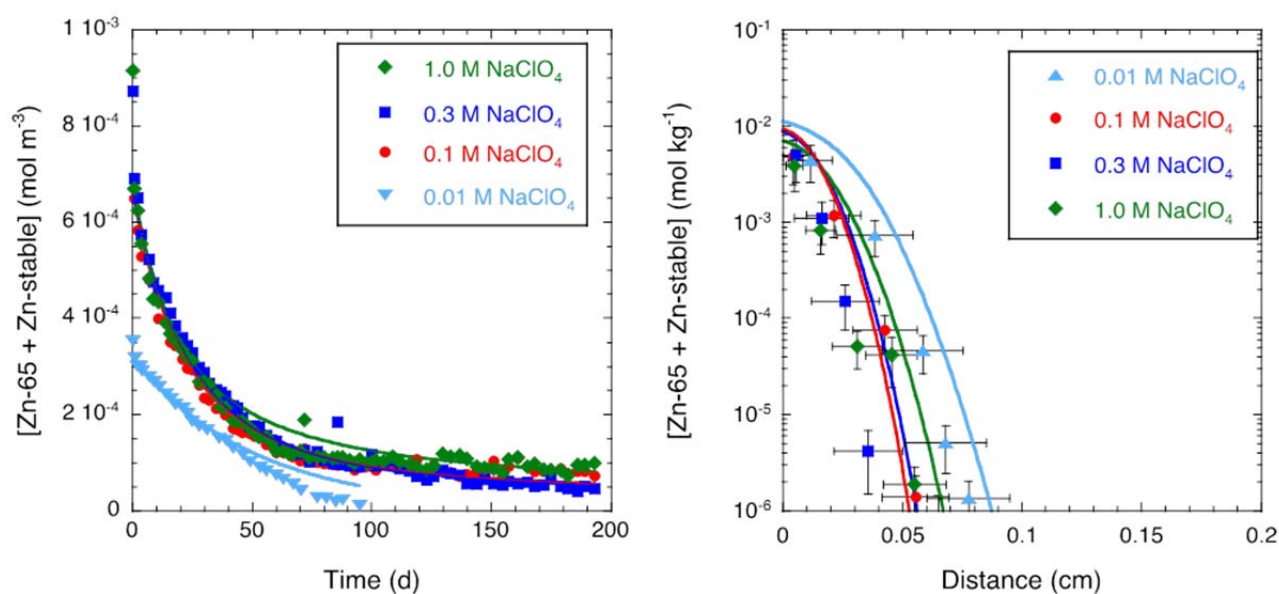 [Zn-65 + Zn-stable] (mol m⁻³)
1 10⁻³
8 10⁻⁴
6 10⁻⁴
4 10⁻⁴
2 10⁻⁴
0
1.0 M NaClO₄
0.3 M NaClO₄
0.1 M NaClO₄
0.01 M NaClO₄
0 50 100 150 200
Time (d)
[Zn-65 + Zn-stable] (mol kg⁻¹)
10⁻¹
10⁻²
10⁻³
10⁻⁴
10⁻⁵
10⁻⁶
0.01 M NaClO₄
0.1 M NaClO₄
0.3 M NaClO₄
1.0 M NaClO₄
0 0.05 0.1 0.15 0.2
Distance (cm)